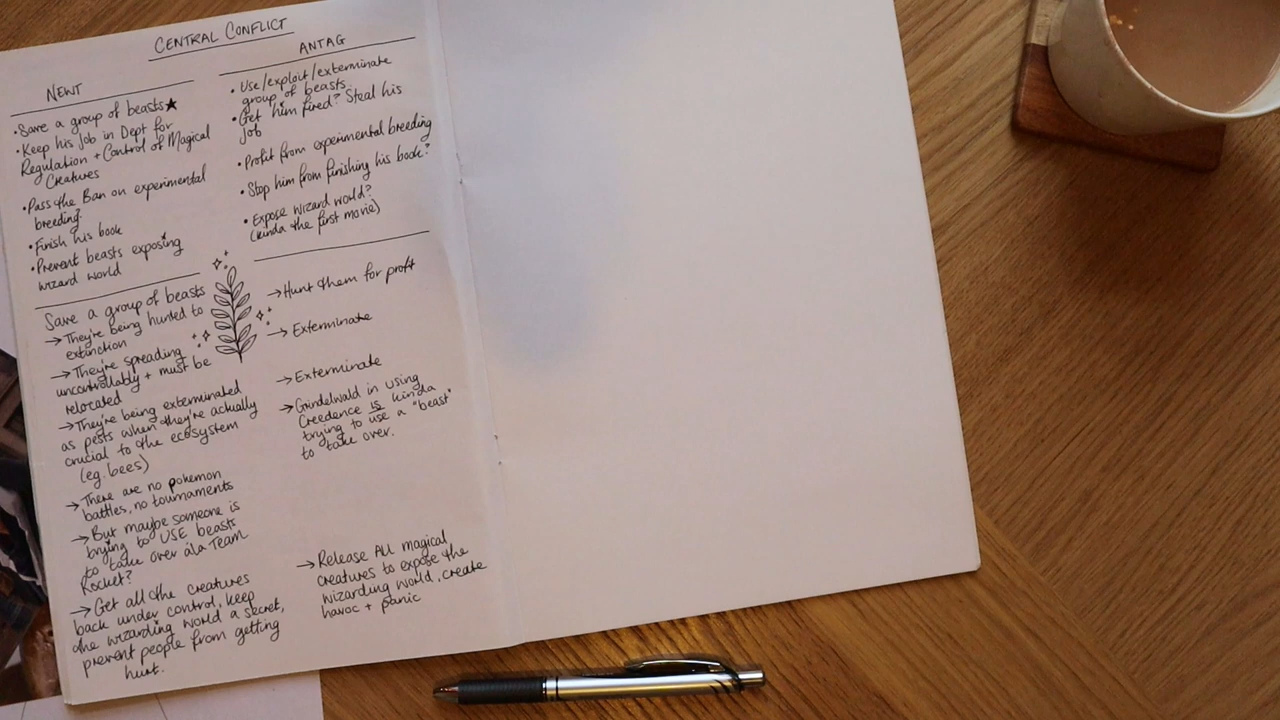 CENTRAL CONFLICT
NEWT
• Save a group of beasts ★
• Keep his job in Dept for
Regulation + Control of Magical
Creatures
• Pass the Ban on experimental
breeding.
• Finish his book
• Prevent beasts exposing
wizard world
ANTAG
• Use/exploit/exterminate
group of beasts.
• Get him fired? Steal his
job
• Profit from experimental breeding
• Stop him from finishing his book?
• Expose wizard world?
(kinda the first movie)
Save a group of beasts
→ They're being hunted to
extinction
→ They're spreading
uncontrollably + must be
relocated
→ They're being exterminated
as pests when they're actually
crucial to the ecosystem
(eg. bees)
→ There are no pokemon
battles, no tournaments
→ But maybe someone is
trying to USE beasts
to take over ála Team
Rocket?
→ Get all the creatures
back under control, keep
the wizarding world a secret,
prevent people from getting
hurt.
→ Hunt them for profit
→ Exterminate
→ Exterminate
→ Grindelwald in using
Creedence is kinda
trying to use a "beast"
to take over.
→ Release ALL magical
creatures to expose the
wizarding world, create
havoc + panic